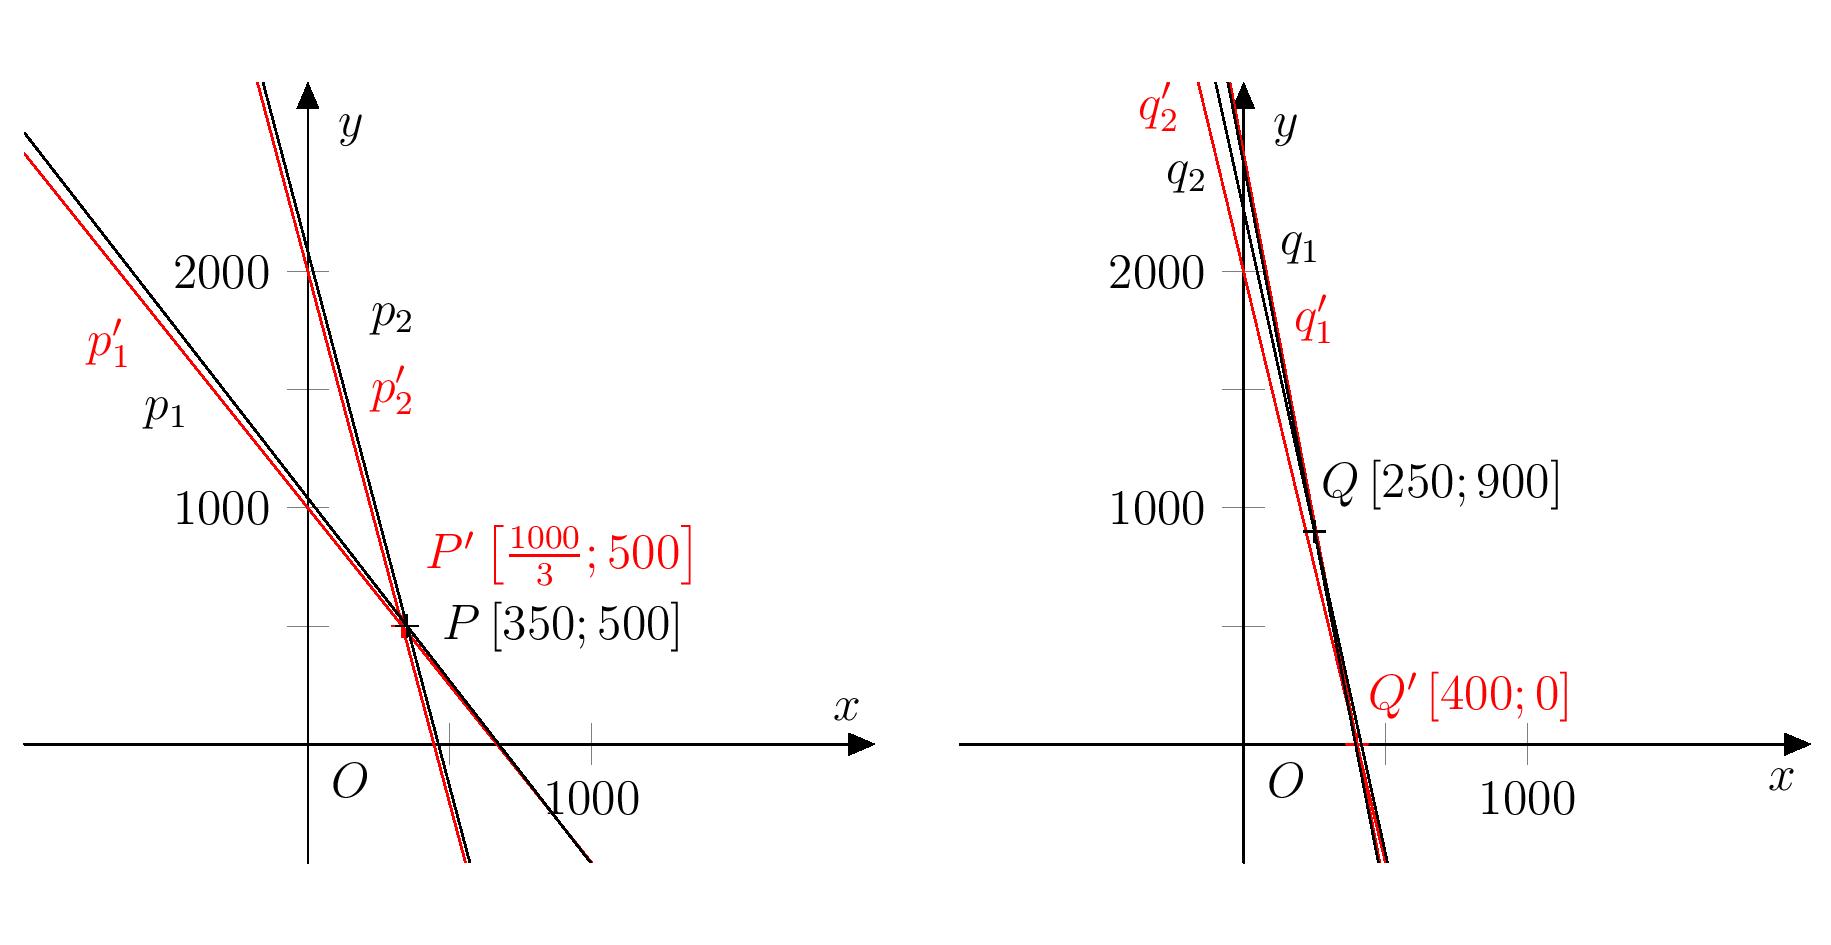 y
2000
p₂
p′₁
p′₂
p₁
1000
P′ [1000/3; 500]
P [350; 500]
x
O
1000
q′₂
y
q₂
q₁
2000
q′₁
Q [250; 900]
1000
Q′ [400; 0]
O
x
1000